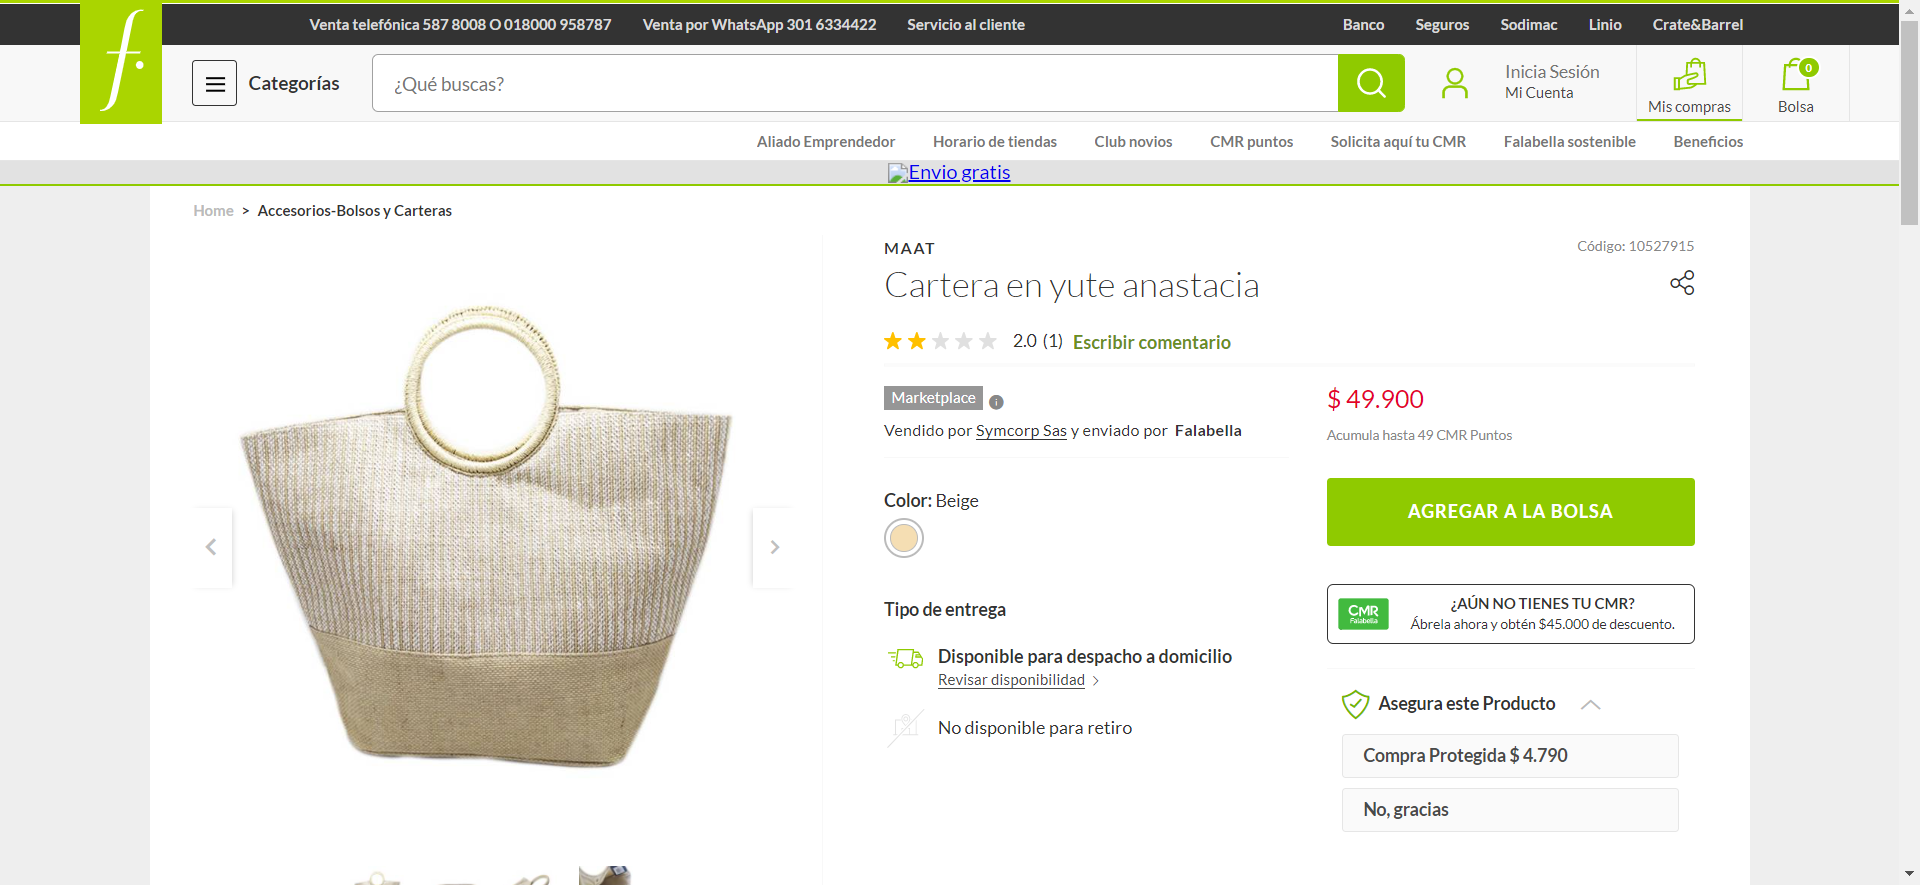 Venta telefónica 587 8008 O 018000 958787
Venta por WhatsApp 301 6334422
Servicio al cliente
Banco
Seguros
Sodimac
Linio
Crate&Barrel
f.
Categorías
¿Qué buscas?
Inicia Sesión
Mi Cuenta
Mis compras
0
Bolsa
Aliado Emprendedor
Horario de tiendas
Club novios
CMR puntos
Solicita aquí tu CMR
Falabella sostenible
Beneficios
Envio gratis
Home > Accesorios-Bolsos y Carteras
MAAT
Código: 10527915
Cartera en yute anastacia
2.0 (1) Escribir comentario
Marketplace
Vendido por Symcorp Sas y enviado por Falabella
Color: Beige
Tipo de entrega
Disponible para despacho a domicilio
Revisar disponibilidad >
No disponible para retiro
$ 49.900
Acumula hasta 49 CMR Puntos
AGREGAR A LA BOLSA
CMR
Falabella
¿AÚN NO TIENES TU CMR?
Ábrela ahora y obtén $45.000 de descuento.
Asegura este Producto
Compra Protegida $ 4.790
No, gracias